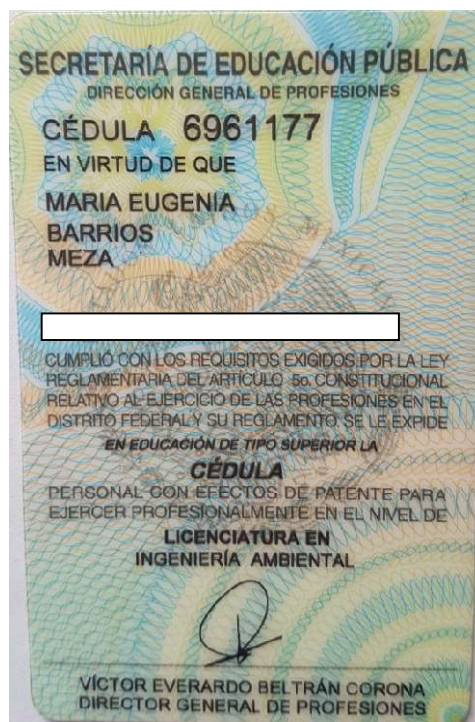 SECRETARÍA DE EDUCACIÓN PÚBLICA
DIRECCIÓN GENERAL DE PROFESIONES
CÉDULA 6961177
EN VIRTUD DE QUE
MARIA EUGENIA
BARRIOS
MEZA
CUMPLIÓ CON LOS REQUISITOS EXIGIDOS POR LA LEY
REGLAMENTARIA DEL ARTÍCULO 5o. CONSTITUCIONAL
RELATIVO AL EJERCICIO DE LAS PROFESIONES EN EL
DISTRITO FEDERAL Y SU REGLAMENTO SE LE EXPIDE
EN EDUCACIÓN DE TIPO SUPERIOR LA
CÉDULA
PERSONAL CON EFECTOS DE PATENTE PARA
EJERCER PROFESIONALMENTE EN EL NIVEL DE
LICENCIATURA EN
INGENIERÍA AMBIENTAL
VÍCTOR EVERARDO BELTRÁN CORONA
DIRECTOR GENERAL DE PROFESIONES